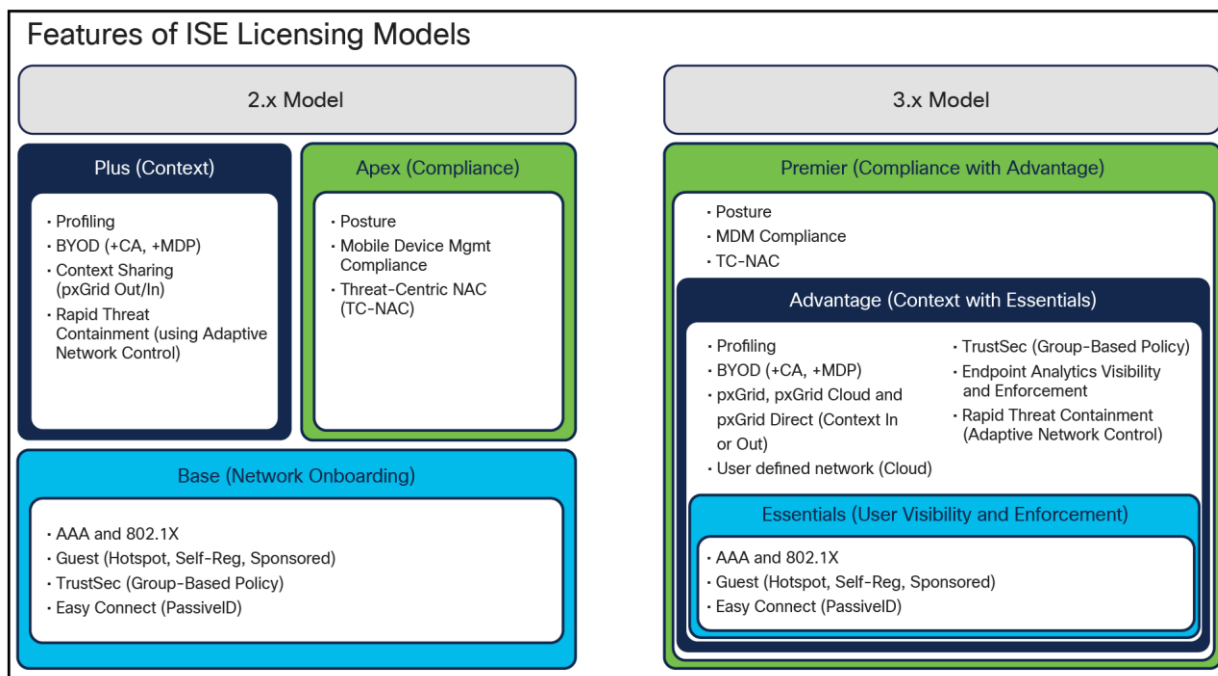 Features of ISE Licensing Models
2.x Model
Plus (Context)
· Profiling
· BYOD (+CA, +MDP)
· Context Sharing
(pxGrid Out/In)
· Rapid Threat
Containment (using Adaptive
Network Control)
Apex (Compliance)
· Posture
· Mobile Device Mgmt
Compliance
· Threat-Centric NAC
(TC-NAC)
Base (Network Onboarding)
· AAA and 802.1X
· Guest (Hotspot, Self-Reg, Sponsored)
· TrustSec (Group-Based Policy)
· Easy Connect (PassiveID)
3.x Model
Premier (Compliance with Advantage)
· Posture
· MDM Compliance
· TC-NAC
Advantage (Context with Essentials)
· Profiling
· BYOD (+CA, +MDP)
· pxGrid, pxGrid Cloud and
pxGrid Direct (Context In
or Out)
· User defined network (Cloud)
· TrustSec (Group-Based Policy)
· Endpoint Analytics Visibility
and Enforcement
· Rapid Threat Containment
(Adaptive Network Control)
Essentials (User Visibility and Enforcement)
· AAA and 802.1X
· Guest (Hotspot, Self-Reg, Sponsored)
· Easy Connect (PassiveID)